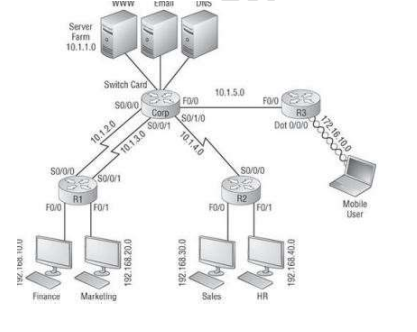 WWW Email DNS
Server
Farm
10.1.1.0
Switch Card
10.1.5.0
S0/0/0
Corp
F0/0
F0/0
R3
S0/0/1
S0/1/0
Dot 0/0/0
10.1.2.0
10.1.3.0
10.1.4.0
172.16.10.0
S0/0/0
S0/0/1
R1
F0/0
F0/1
S0/0/0
R2
F0/0
F0/1
Mobile
User
192.168.10.0
192.168.20.0
192.168.30.0
192.168.40.0
Finance
Marketing
Sales
HR